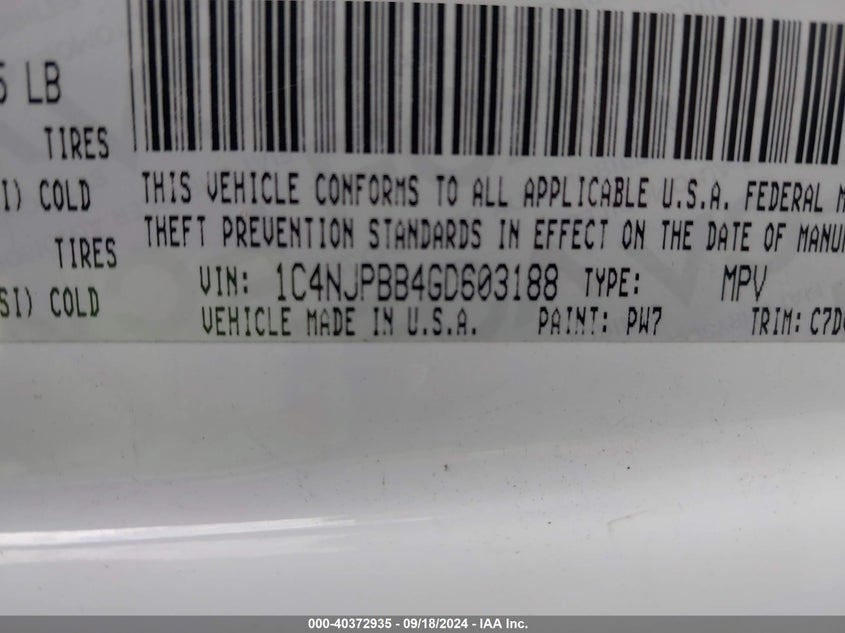 5 LB
TIRES
I) COLD
TIRES
SI) COLD
THIS VEHICLE CONFORMS TO ALL APPLICABLE U.S.A. FEDERAL M
THEFT PREVENTION STANDARDS IN EFFECT ON THE DATE OF MANU
VIN: 1C4NJPBB4GD603188 TYPE: MPV
VEHICLE MADE IN U.S.A. PAINT: PW7 TRIM: C7D
000-40372935 - 09/18/2024 - IAA Inc.